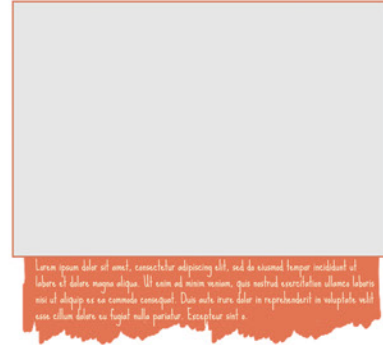 Lorem ipsum dolor sit amet, consectetur adipiscing elit, sed do eiusmod tempor incididunt ut
labore et dolore magna aliqua. Ut enim ad minim veniam, quis nostrud exercitation ullamco laboris
nisi ut aliquip ex ea commodo consequat. Duis aute irure dolor in reprehenderit in voluptate velit
esse cillum dolore eu fugiat nulla pariatur. Excepteur sint o.